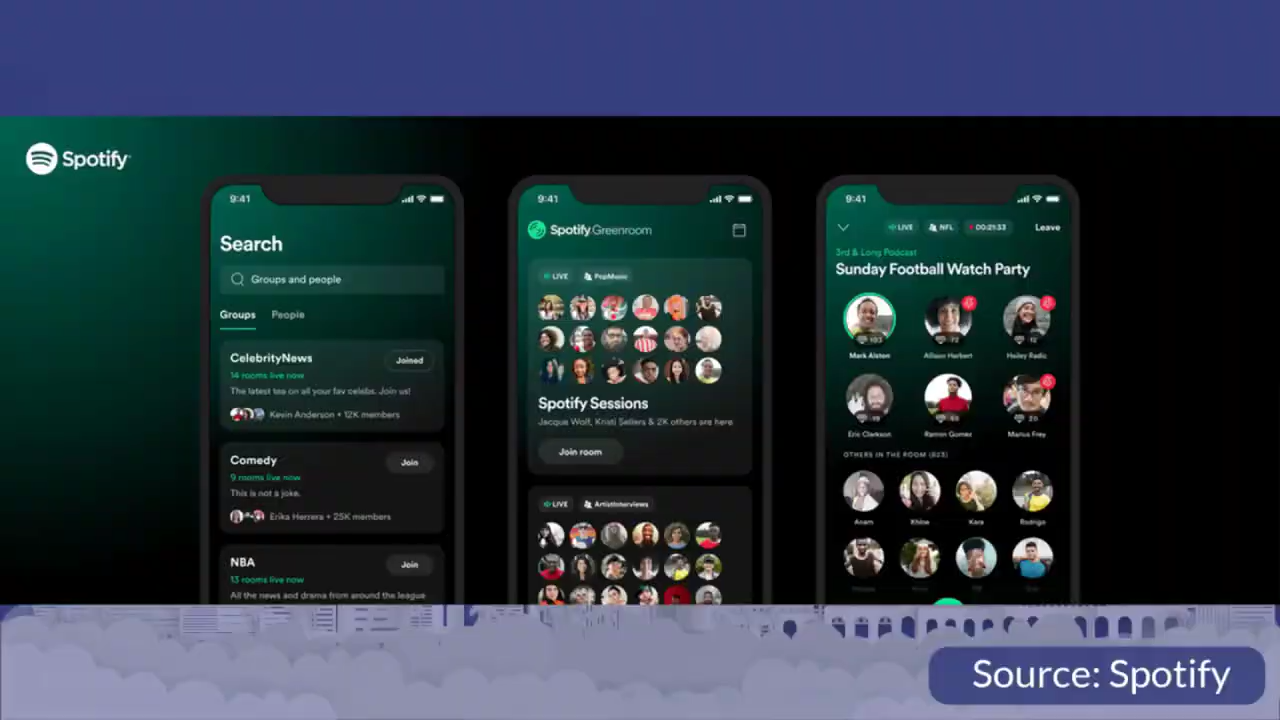 Spotify
9:41
Search
Groups and people
Groups People
CelebrityNews
Joined
14 rooms live now
The latest tea on all your fav celebs. Join us!
Kevin Anderson + 12K members
Comedy
Join
9 rooms live now
This is not a joke.
Erika Herrera + 25K members
NBA
Join
13 rooms live now
All the news and drama from around the league
9:41
Spotify Greenroom
LIVE PopMusic
Spotify Sessions
Jacque Wolf, Kristi Sellers & 2K others are here
Join room
LIVE ArtistInterviews
9:41
LIVE NFL 00:21:33 Leave
3rd & Long Podcast
Sunday Football Watch Party
103 72 12
Mark Alston Allison Herbert Hailey Radic
19 20
Eric Clarkson Ramon Gomez Marius Frey
OTHERS IN THE ROOM (823)
Anam Khloe Kara Rodrigo
Source: Spotify